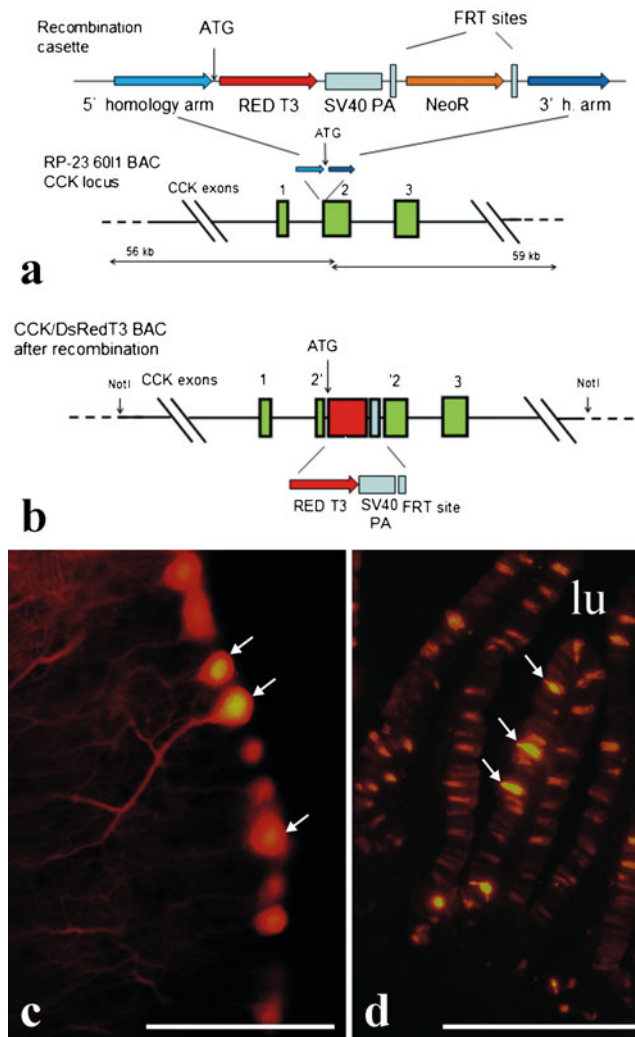 Recombination casette
ATG
FRT sites
5' homology arm
RED T3
SV40 PA
NeoR
3' h. arm
ATG
RP-23 60I1 BAC
CCK locus
CCK exons
1
2
3
56 kb
59 kb
a
CCK/DsRedT3 BAC
after recombination
ATG
NotI
CCK exons
1
2'
'2
3
NotI
RED T3
SV40
PA
FRT site
b
lu
c
d